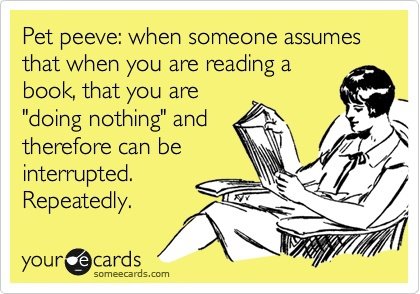 Pet peeve: when someone assumes
that when you are reading a
book, that you are
"doing nothing" and
therefore can be
interrupted.
Repeatedly.
your e cards
someecards.com